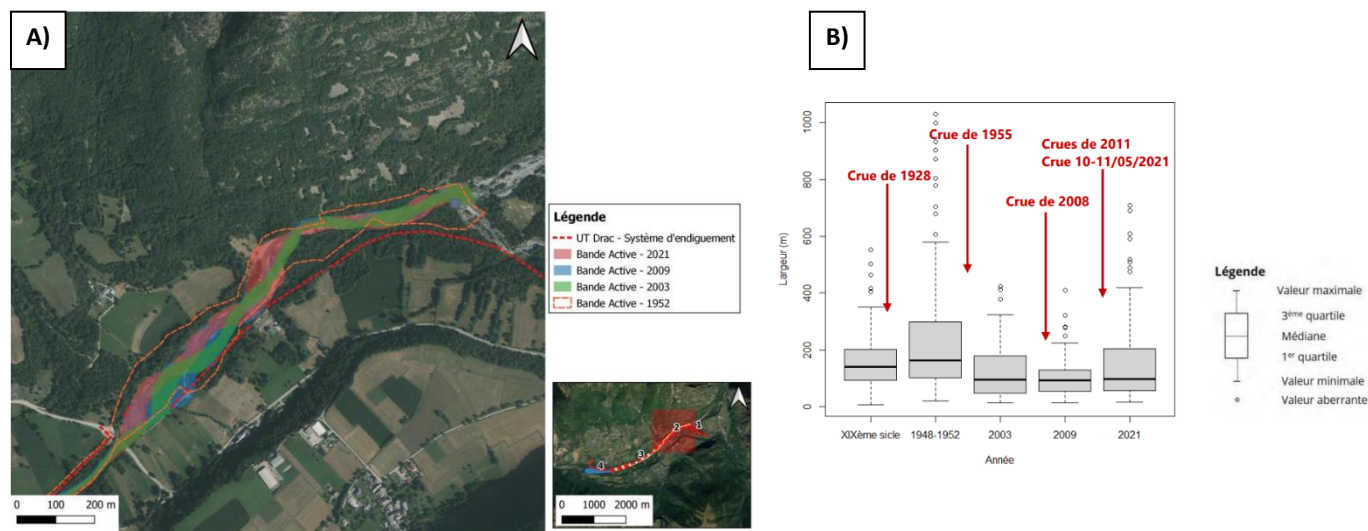 A)
Légende
UT Drac - Système d'endiguement
Bande Active - 2021
Bande Active - 2009
Bande Active - 2003
Bande Active - 1952
0 100 200 m
1
2
3
4
0 1000 2000 m
B)
Largeur (m)
1000
800
600
400
200
0
Crue de 1928
Crue de 1955
Crue de 2008
Crues de 2011
Crue 10-11/05/2021
XIXème sicle 1948-1952 2003 2009 2021
Année
Légende
Valeur maximale
3ème quartile
Médiane
1er quartile
Valeur minimale
Valeur aberrante